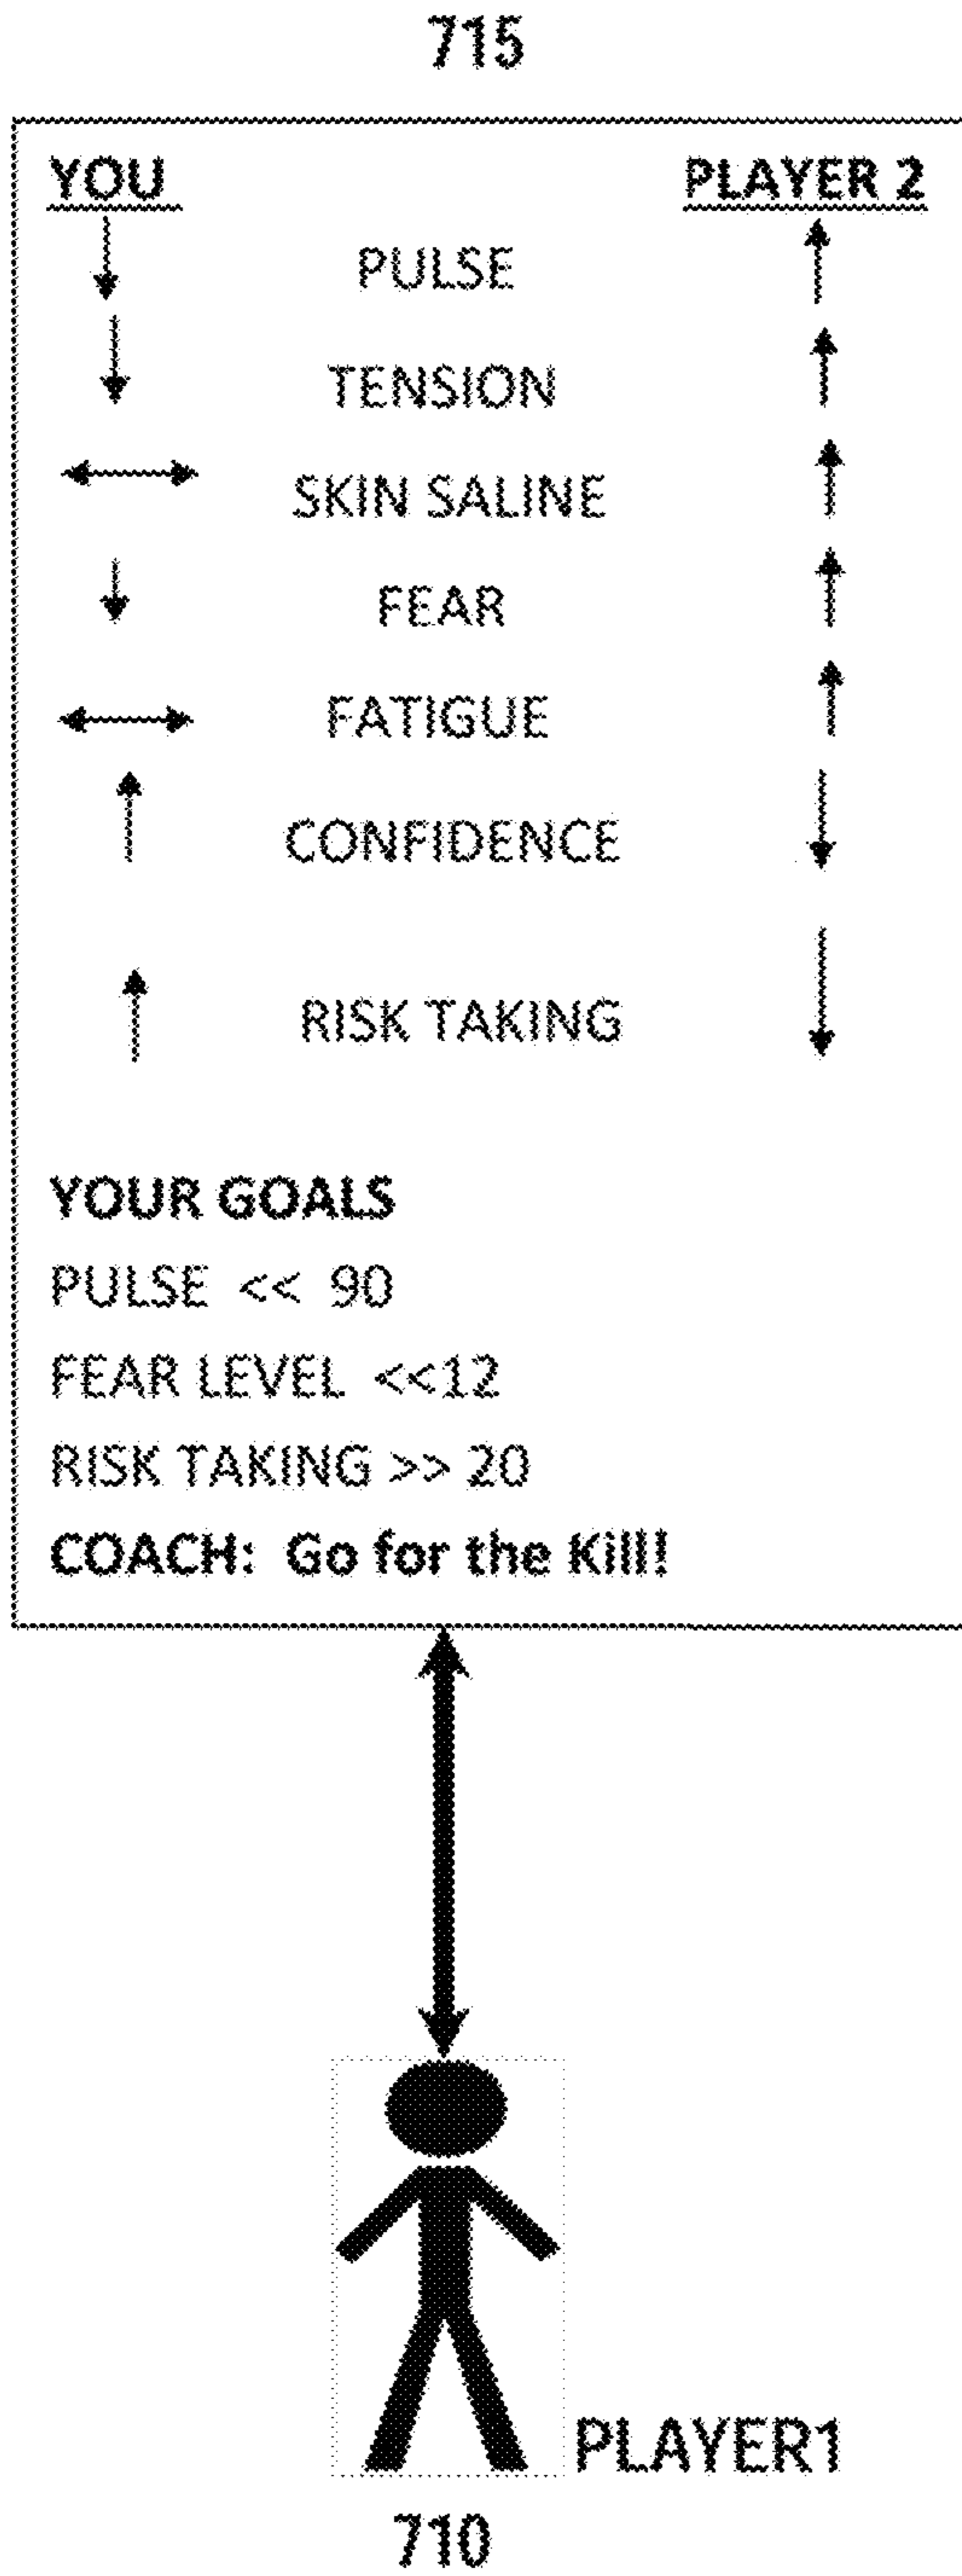 715
YOU PLAYER 2
PULSE
TENSION
SKIN SALINE
FEAR
FATIGUE
CONFIDENCE
RISK TAKING
YOUR GOALS
PULSE << 90
FEAR LEVEL <<12
RISK TAKING >> 20
COACH: Go for the Kill!
PLAYER1
710